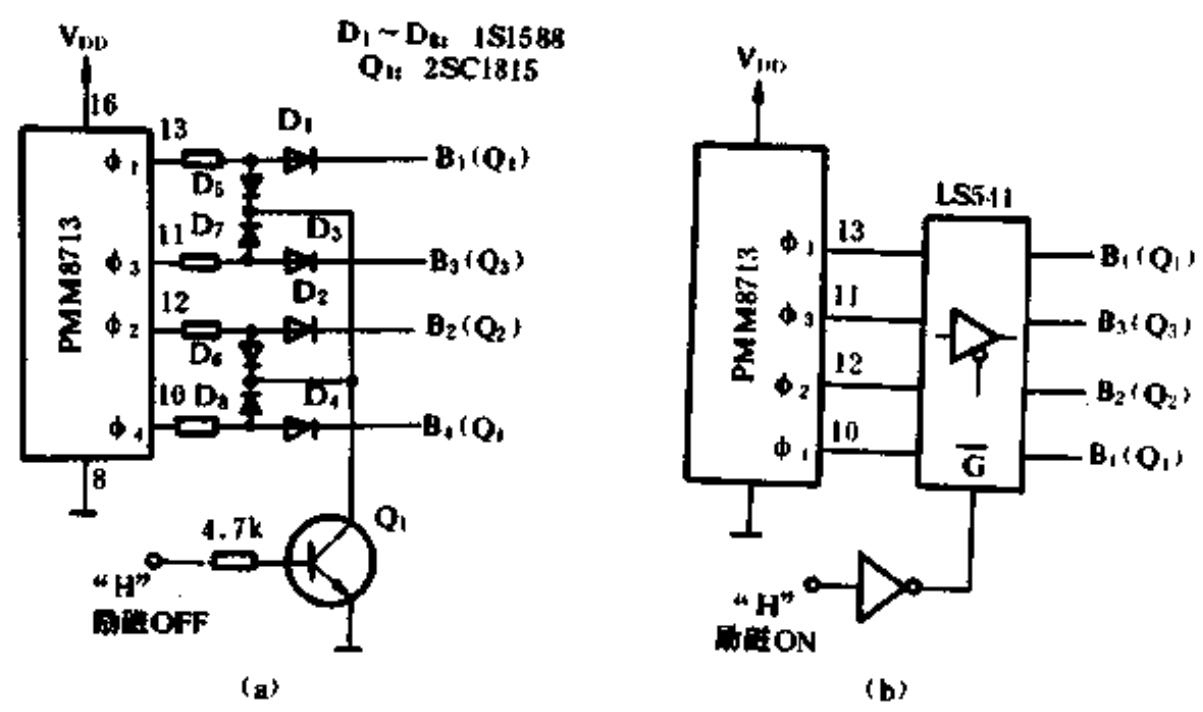 D₁~D₈: 1S1588
Q₁: 2SC1815
V_DD
16
PMM8713
ϕ₁
13
D₁
B₁(Q₁)
D₅
D₇
ϕ₃
11
D₃
B₃(Q₃)
ϕ₂
12
D₂
B₂(Q₂)
D₆
D₈
ϕ₄
10
D₄
B₄(Q₄
8
4.7k
Q₁
“H”
励磁OFF
(a)
V_DD
PMM8713
LS541
ϕ₁
13
B₁(Q₁)
ϕ₃
11
B₃(Q₃)
ϕ₂
12
B₂(Q₂)
10
G̅
“H”
励磁ON
(b)